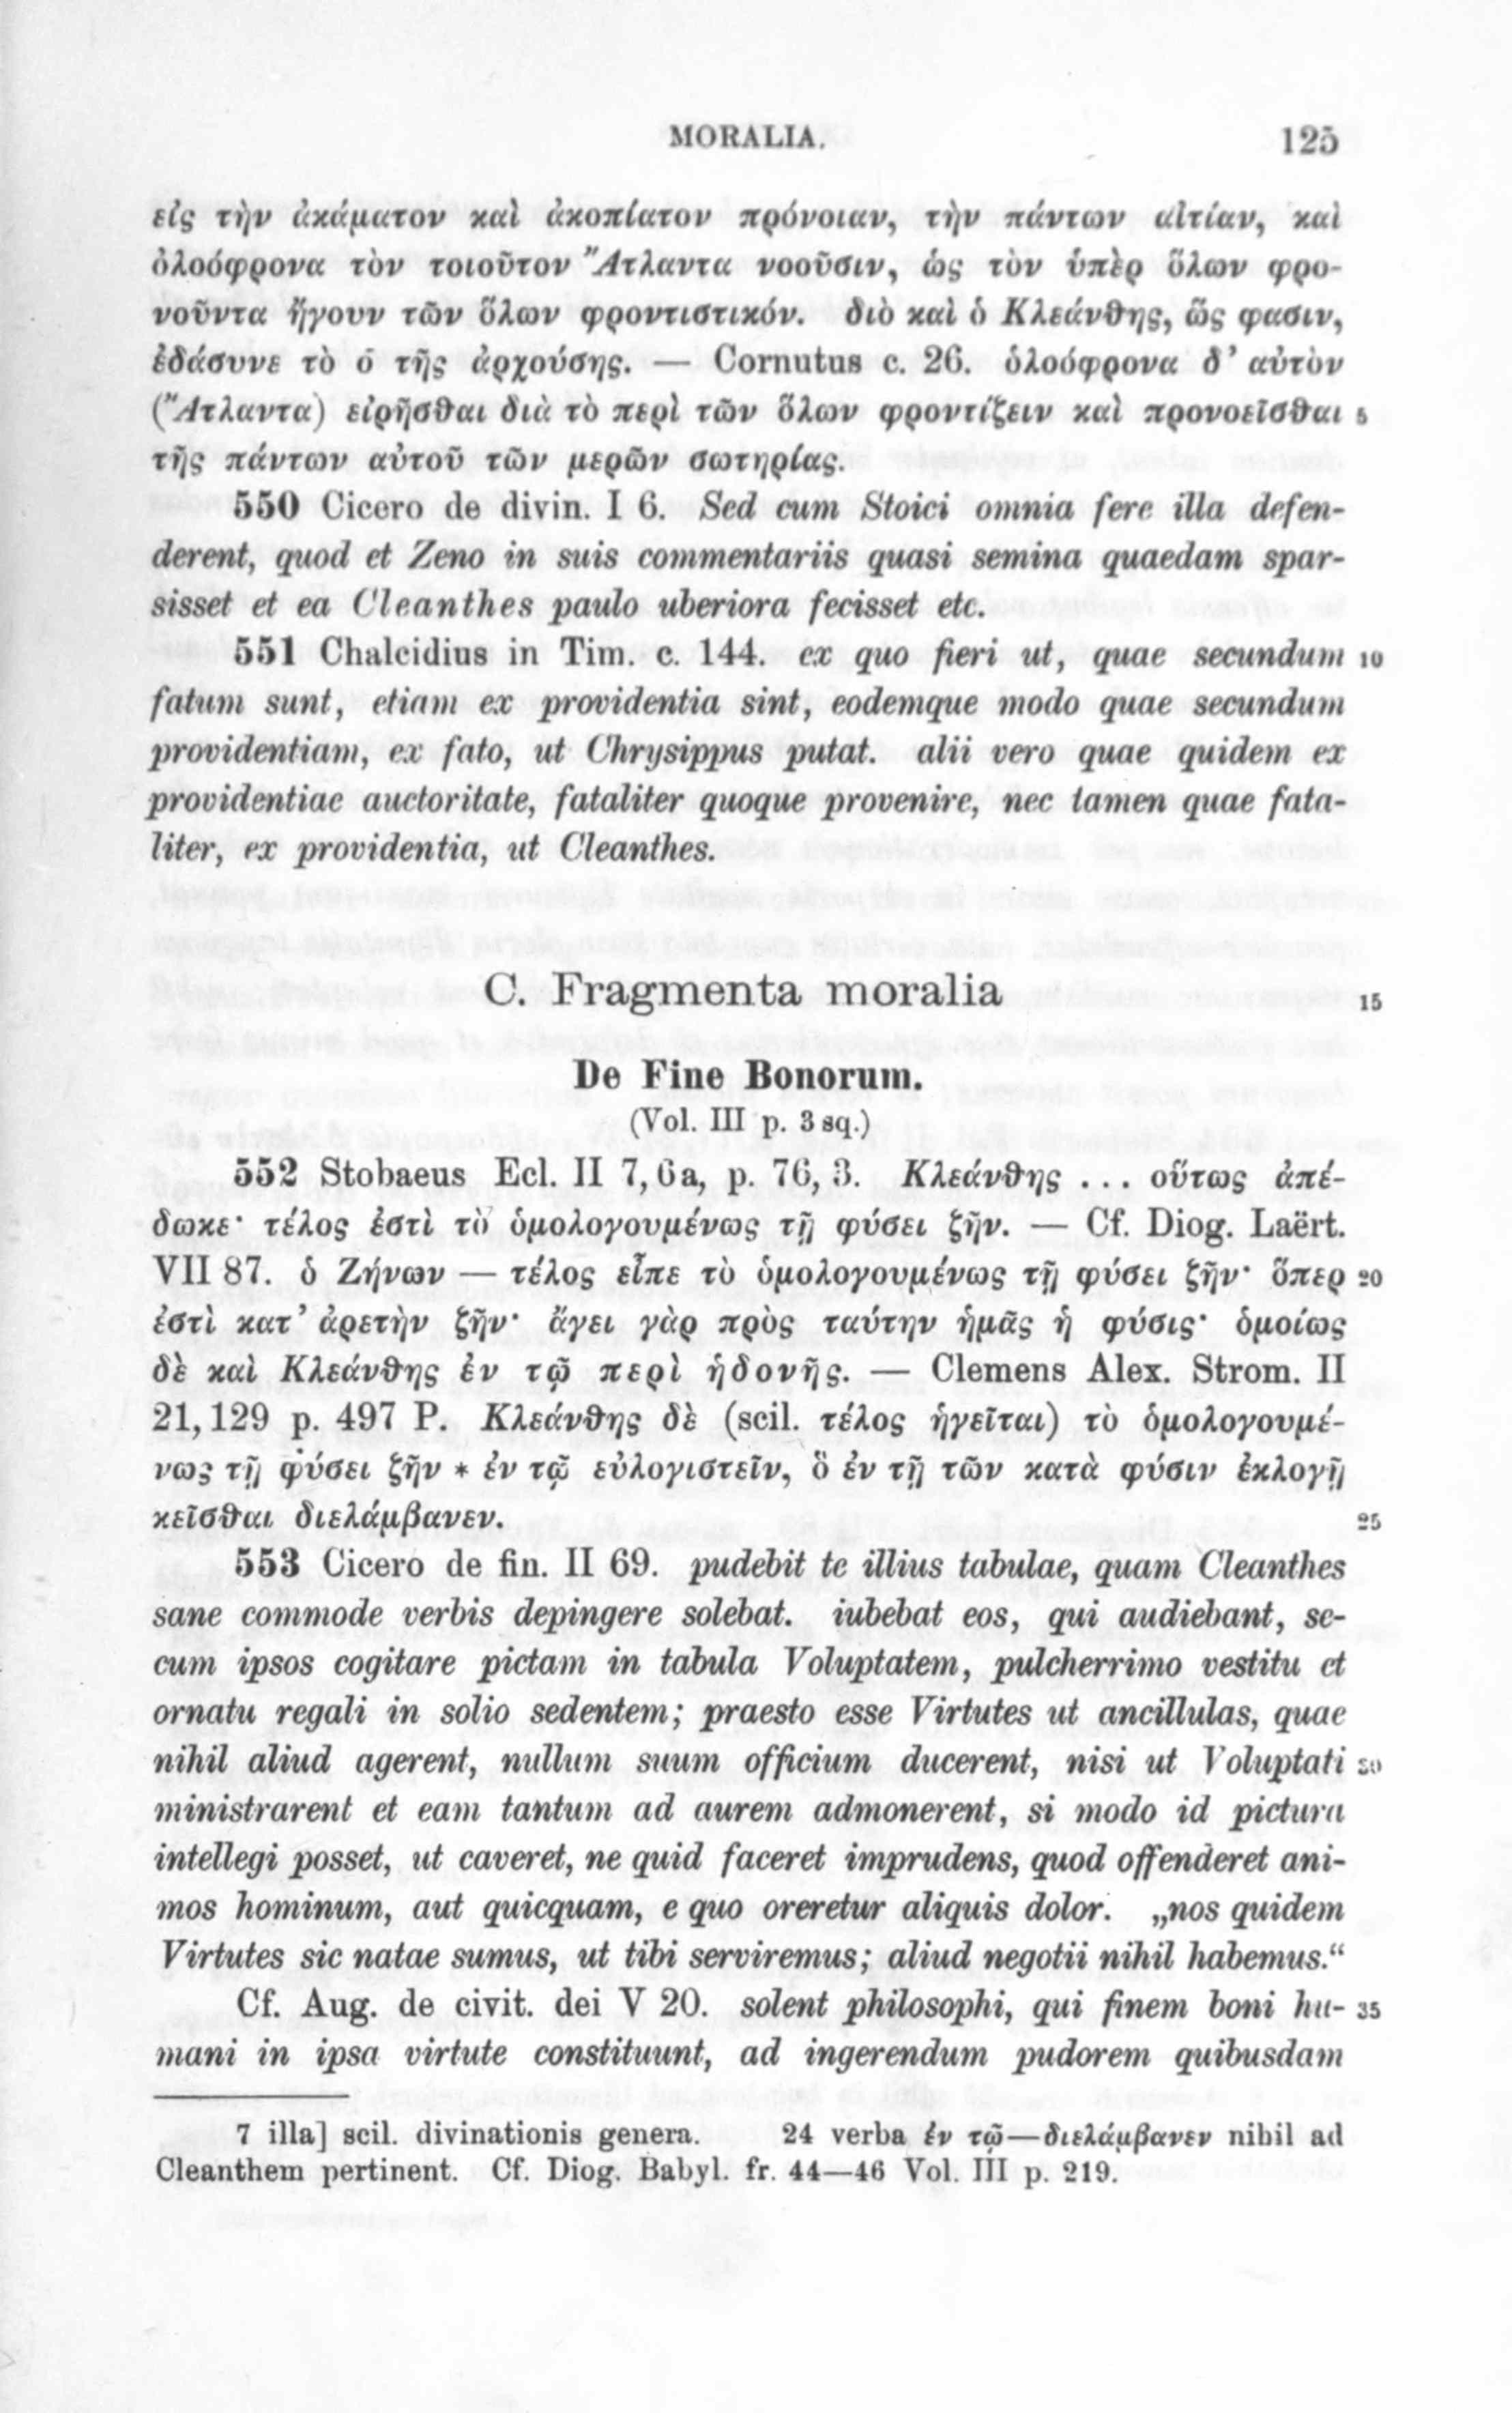 MORALIA. 125
εἰς τὴν ἀκάματον καὶ ἀκοπίατον πρόνοιαν, τὴν πάντων αἰτίαν, καὶ
ὀλοόφρονα τὸν τοιοῦτον Ἄτλαντα νοοῦσιν, ὡς τὸν ὑπὲρ ὅλων φρο-
νοῦντα ἤγουν τῶν ὅλων φροντιστικόν. διὸ καὶ ὁ Κλεάνθης, ὥς φασιν,
ἐδάσυνε τὸ ὅ τῆς ἀρχούσης. — Cornutus c. 26. ὁλοόφρονα δ’ αὐτὸν
(Ἄτλαντα) εἰρῆσθαι διὰ τὸ περὶ τῶν ὅλων φροντίζειν καὶ προνοεῖσθαι 5
τῆς πάντων αὐτοῦ τῶν μερῶν σωτηρίας.
550 Cicero de divin. I 6. Sed cum Stoici omnia fere illa defen-
derent, quod et Zeno in suis commentariis quasi semina quaedam spar-
sisset et ea Cleanthes paulo uberiora fecisset etc.
551 Chalcidius in Tim. c. 144. ex quo fieri ut, quae secundum 10
fatum sunt, etiam ex providentia sint, eodemque modo quae secundum
providentiam, ex fato, ut Chrysippus putat. alii vero quae quidem ex
providentiae auctoritate, fataliter quoque provenire, nec tamen quae fata-
liter, ex providentia, ut Cleanthes.
C. Fragmenta moralia 15
De Fine Bonorum.
(Vol. III p. 3 sq.)
552 Stobaeus Ecl. II 7, 6a, p. 76, 3. Κλεάνθης ... οὕτως ἀπέ-
δωκε· τέλος ἐστὶ τὸ ὁμολογουμένως τῇ φύσει ζῆν. — Cf. Diog. Laërt.
VII 87. ὁ Ζήνων — τέλος εἶπε τὸ ὁμολογουμένως τῇ φύσει ζῆν· ὅπερ 20
ἐστὶ κατ’ ἀρετὴν ζῆν· ἄγει γὰρ πρὸς ταύτην ἡμᾶς ἡ φύσις· ὁμοίως
δὲ καὶ Κλεάνθης ἐν τῷ περὶ ἡδονῆς. — Clemens Alex. Strom. II
21, 129 p. 497 P. Κλεάνθης δὲ (scil. τέλος ἡγεῖται) τὸ ὁμολογουμέ-
νως τῇ φύσει ζῆν * ἐν τῷ εὐλογιστεῖν, ὃ ἐν τῇ τῶν κατὰ φύσιν ἐκλογῇ
κεῖσθαι διελάμβανεν. 25
553 Cicero de fin. II 69. pudebit te illius tabulae, quam Cleanthes
sane commode verbis depingere solebat. iubebat eos, qui audiebant, se-
cum ipsos cogitare pictam in tabula Voluptatem, pulcherrimo vestitu et
ornatu regali in solio sedentem; praesto esse Virtutes ut ancillulas, quae
nihil aliud agerent, nullum suum officium ducerent, nisi ut Voluptati 30
ministrarent et eam tantum ad aurem admonerent, si modo id pictura
intellegi posset, ut caveret, ne quid faceret imprudens, quod offenderet ani-
mos hominum, aut quicquam, e quo oreretur aliquis dolor. „nos quidem
Virtutes sic natae sumus, ut tibi serviremus; aliud negotii nihil habemus.“
Cf. Aug. de civit. dei V 20. solent philosophi, qui finem boni hu- 35
mani in ipsa virtute constituunt, ad ingerendum pudorem quibusdam
7 illa] scil. divinationis genera. 24 verba ἐν τῷ—διελάμβανεν nihil ad
Cleanthem pertinent. Cf. Diog. Babyl. fr. 44—46 Vol. III p. 219.